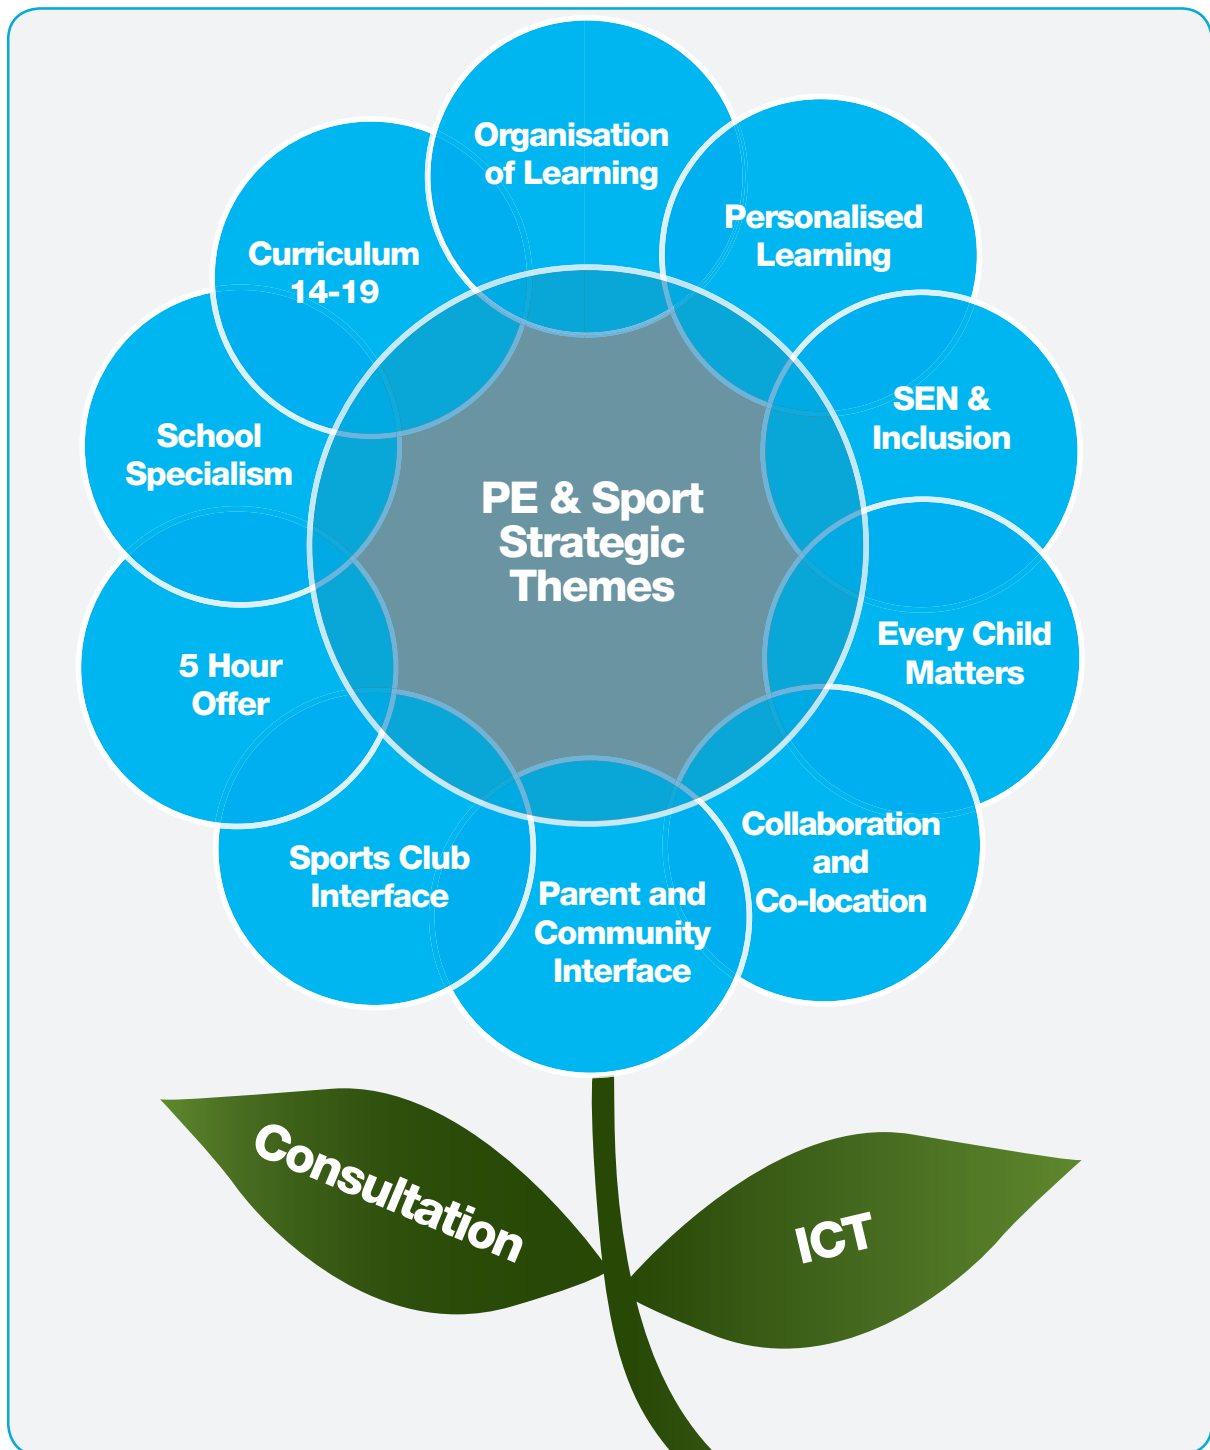 Organisation
of Learning
Personalised
Learning
Curriculum
14-19
SEN &
Inclusion
School
Specialism
PE & Sport
Strategic
Themes
Every Child
Matters
5 Hour
Offer
Collaboration
and
Co-location
Sports Club
Interface
Parent and
Community
Interface
Consultation
ICT